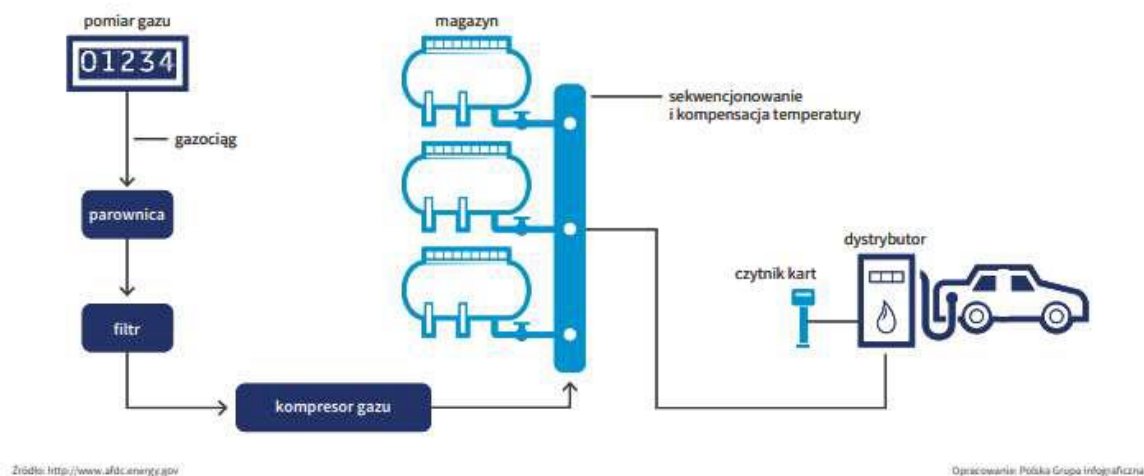 pomiar gazu
01234
gazociąg
parownica
filtr
kompresor gazu
magazyn
sekwencjonowanie
i kompensacja temperatury
dystrybutor
czytnik kart
Źródło: http://www.afdc.energy.gov
Opracowanie: Polska Grupa Infograficzna